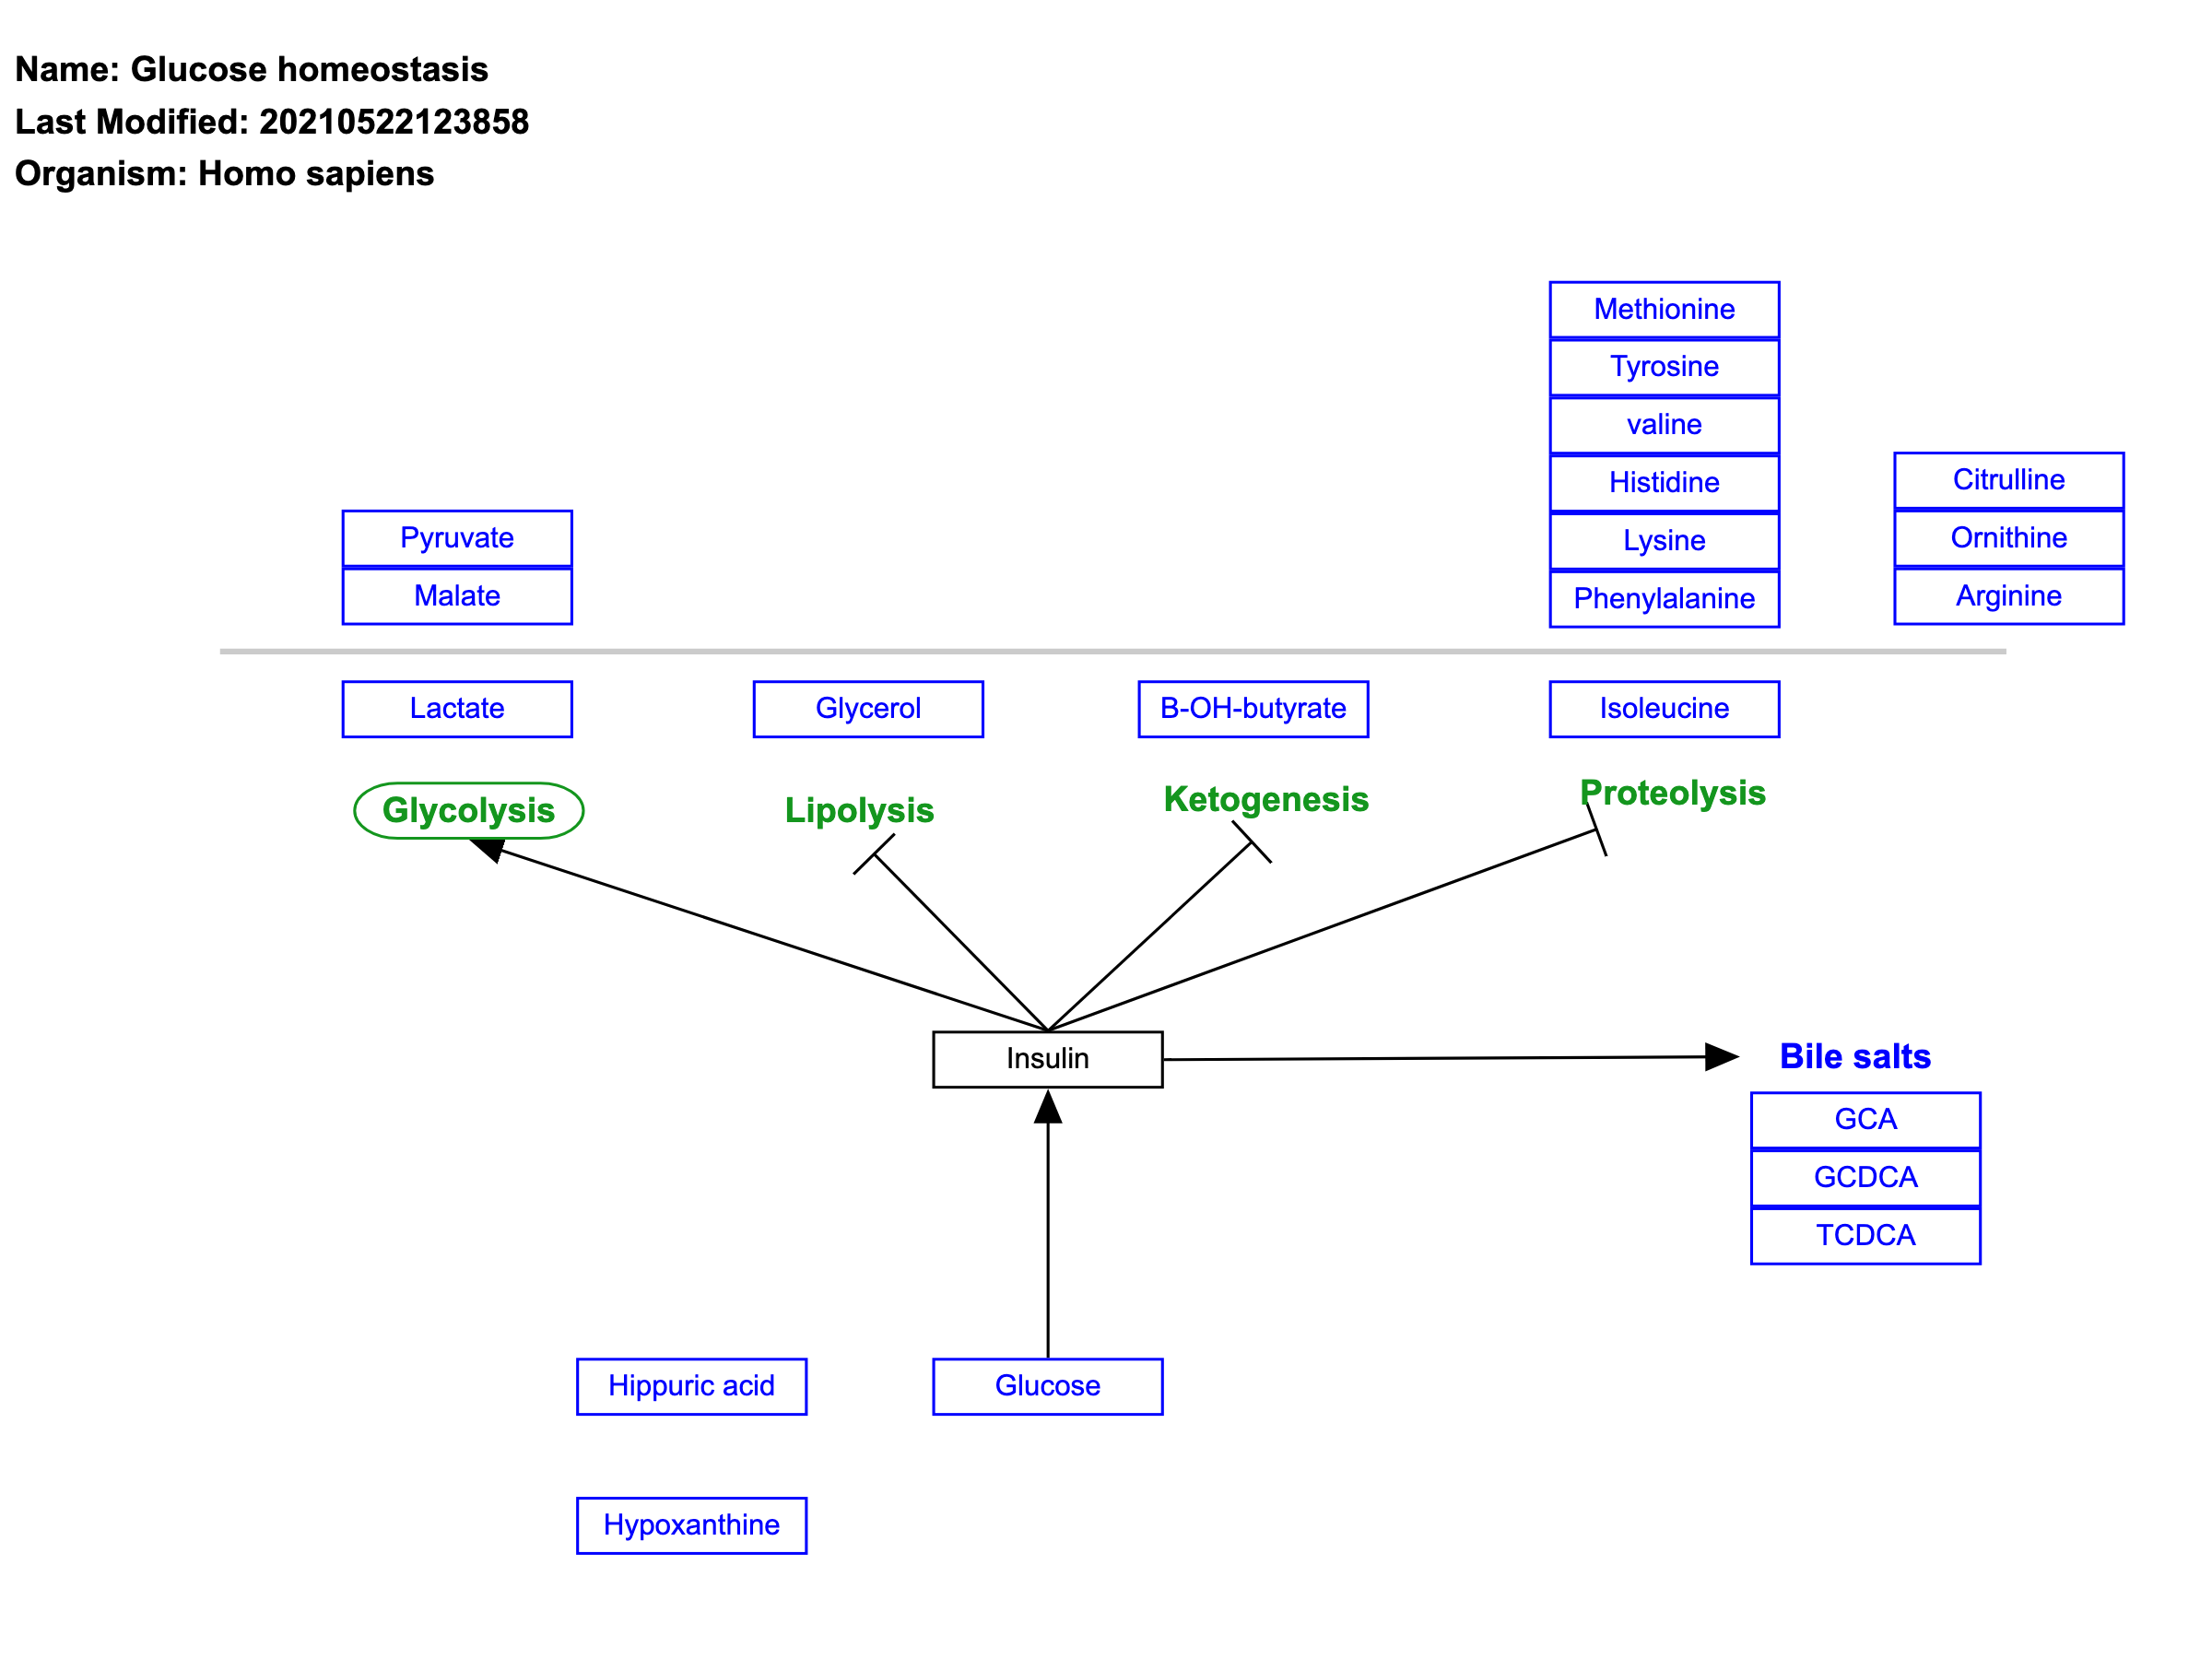 Name: Glucose homeostasis
Last Modified: 20210522123858
Organism: Homo sapiens
Methionine
Tyrosine
valine
Histidine
Lysine
Phenylalanine
Citrulline
Ornithine
Arginine
Pyruvate
Malate
Lactate
Glycerol
B-OH-butyrate
Isoleucine
Glycolysis
Lipolysis
Ketogenesis
Proteolysis
Insulin
Bile salts
GCA
GCDCA
TCDCA
Hippuric acid
Glucose
Hypoxanthine